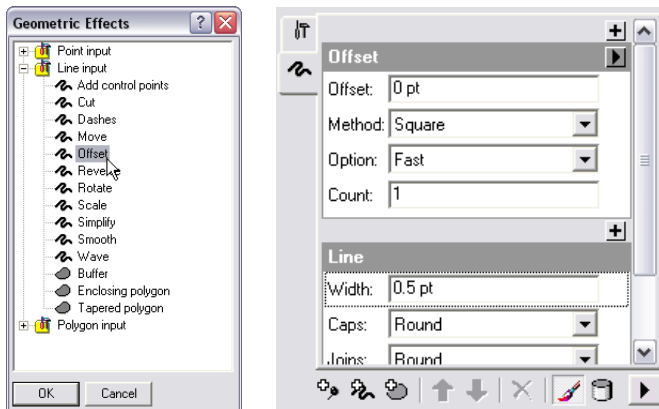 Geometric Effects
Point input
Line input
Add control points
Cut
Dashes
Move
Offset
Reverse
Rotate
Scale
Simplify
Smooth
Wave
Buffer
Enclosing polygon
Tapered polygon
Polygon input
OK
Cancel
Offset
Offset: 0 pt
Method: Square
Option: Fast
Count: 1
Line
Width: 0.5 pt
Caps: Round
Joins: Round